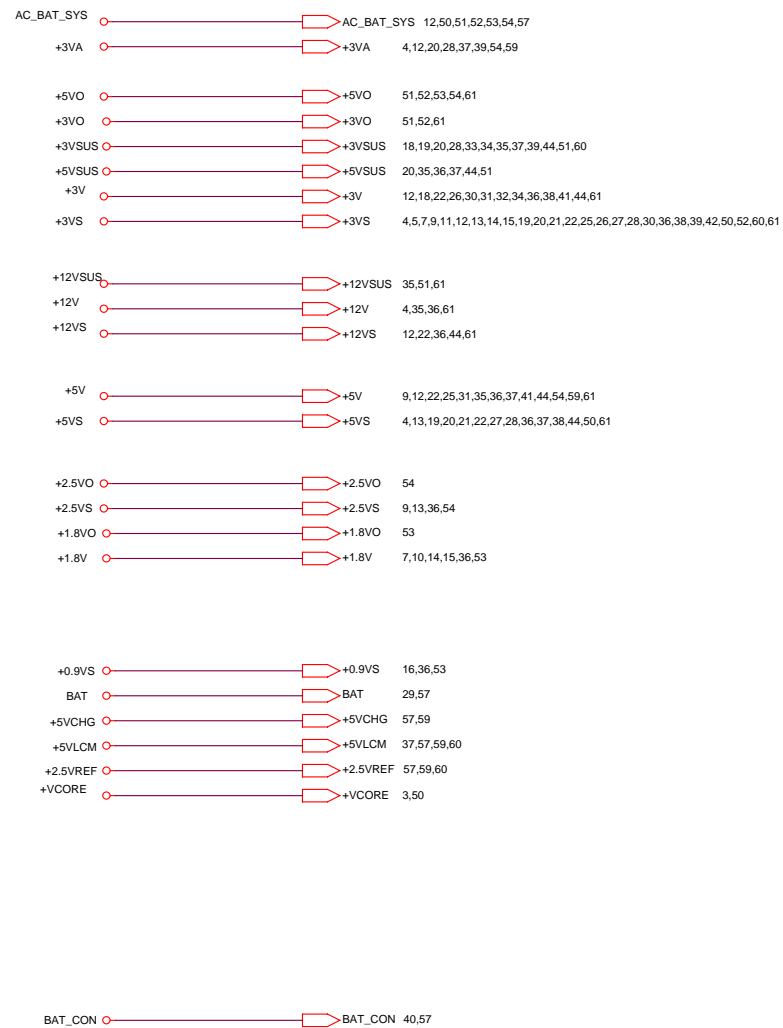 AC_BAT_SYS AC_BAT_SYS 12,50,51,52,53,54,57
+3VA +3VA 4,12,20,28,37,39,54,59
+5VO +5VO 51,52,53,54,61
+3VO +3VO 51,52,61
+3VSUS +3VSUS 18,19,20,28,33,34,35,37,39,44,51,60
+5VSUS +5VSUS 20,35,36,37,44,51
+3V +3V 12,18,22,26,30,31,32,34,36,38,41,44,61
+3VS +3VS 4,5,7,9,11,12,13,14,15,19,20,21,22,25,26,27,28,30,36,38,39,42,50,52,60,61
+12VSUS +12VSUS 35,51,61
+12V +12V 4,35,36,61
+12VS +12VS 12,22,36,44,61
+5V +5V 9,12,22,25,31,35,36,37,41,44,54,59,61
+5VS +5VS 4,13,19,20,21,22,27,28,36,37,38,44,50,61
+2.5VO +2.5VO 54
+2.5VS +2.5VS 9,13,36,54
+1.8VO +1.8VO 53
+1.8V +1.8V 7,10,14,15,36,53
+0.9VS +0.9VS 16,36,53
BAT BAT 29,57
+5VCHG +5VCHG 57,59
+5VLCM +5VLCM 37,57,59,60
+2.5VREF +2.5VREF 57,59,60
+VCORE +VCORE 3,50
BAT_CON BAT_CON 40,57